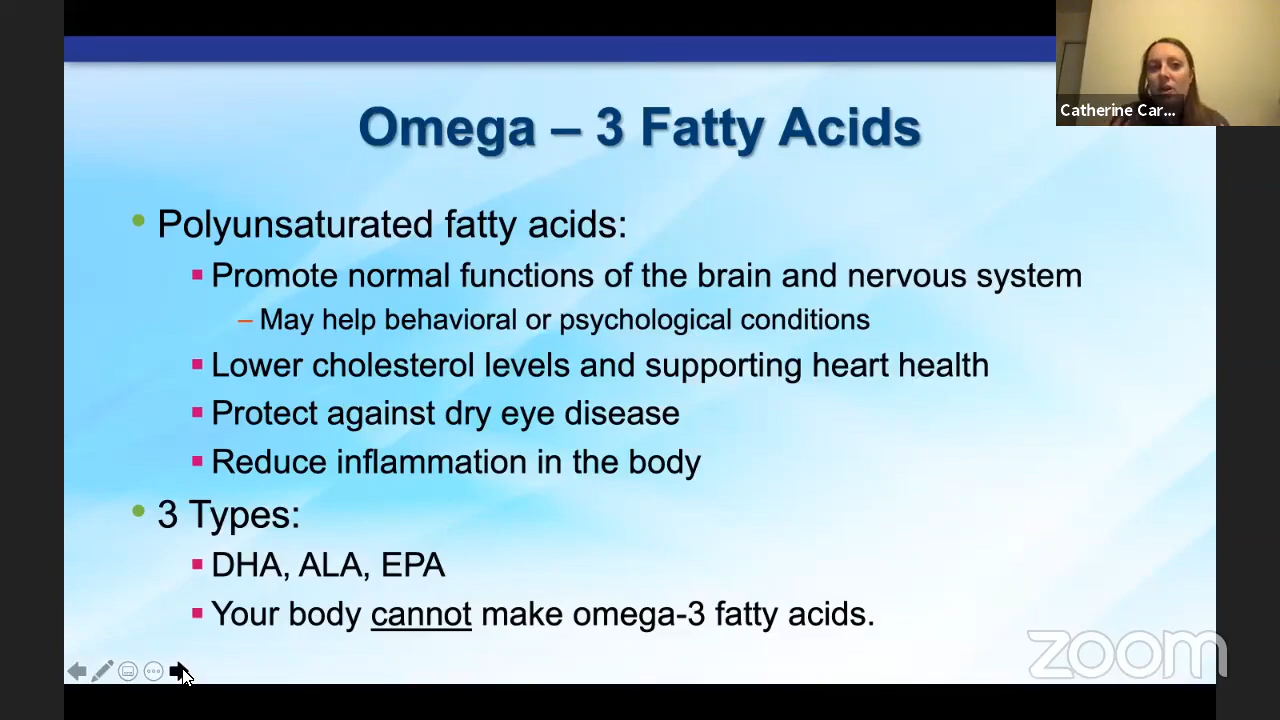 Omega – 3 Fatty Acids
Catherine Car...
• Polyunsaturated fatty acids:
▪ Promote normal functions of the brain and nervous system
– May help behavioral or psychological conditions
▪ Lower cholesterol levels and supporting heart health
▪ Protect against dry eye disease
▪ Reduce inflammation in the body
• 3 Types:
▪ DHA, ALA, EPA
▪ Your body cannot make omega-3 fatty acids.
zoom